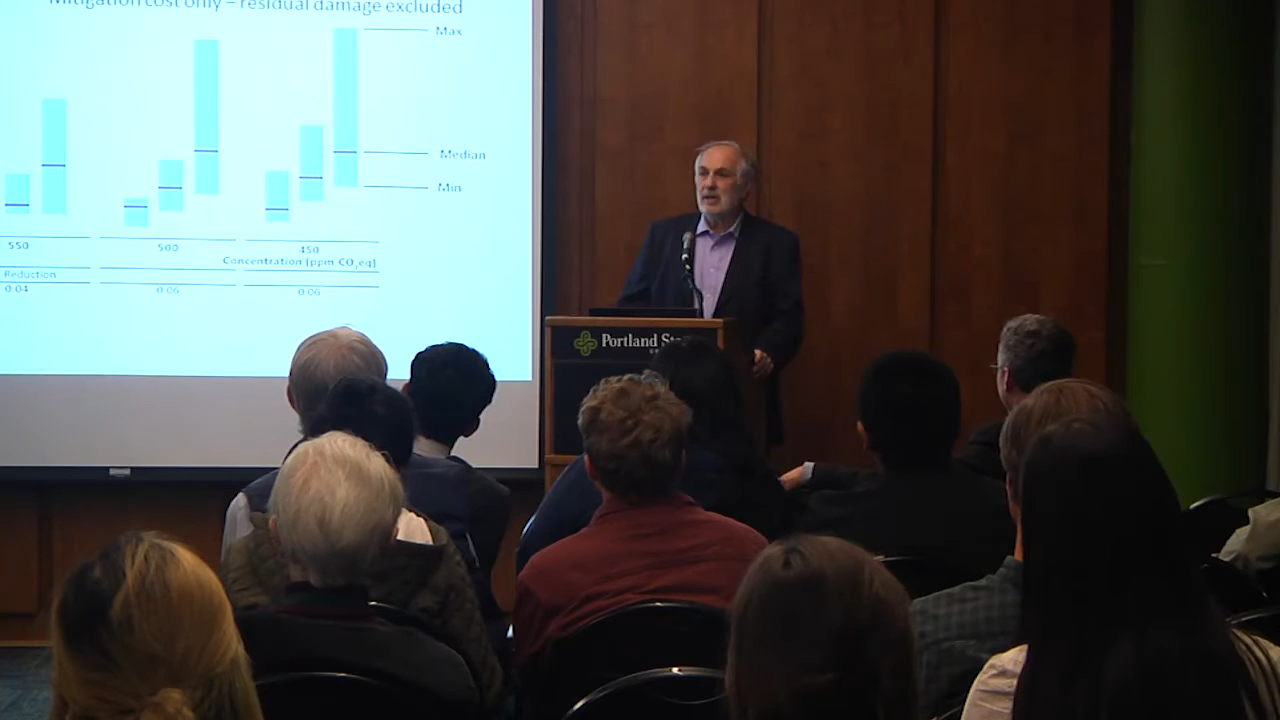 Mitigation cost only – residual damage excluded
Max
Median
Min
550 500 450
Concentration (ppm CO₂eq)
Reduction
0.04 0.06 0.06
Portland